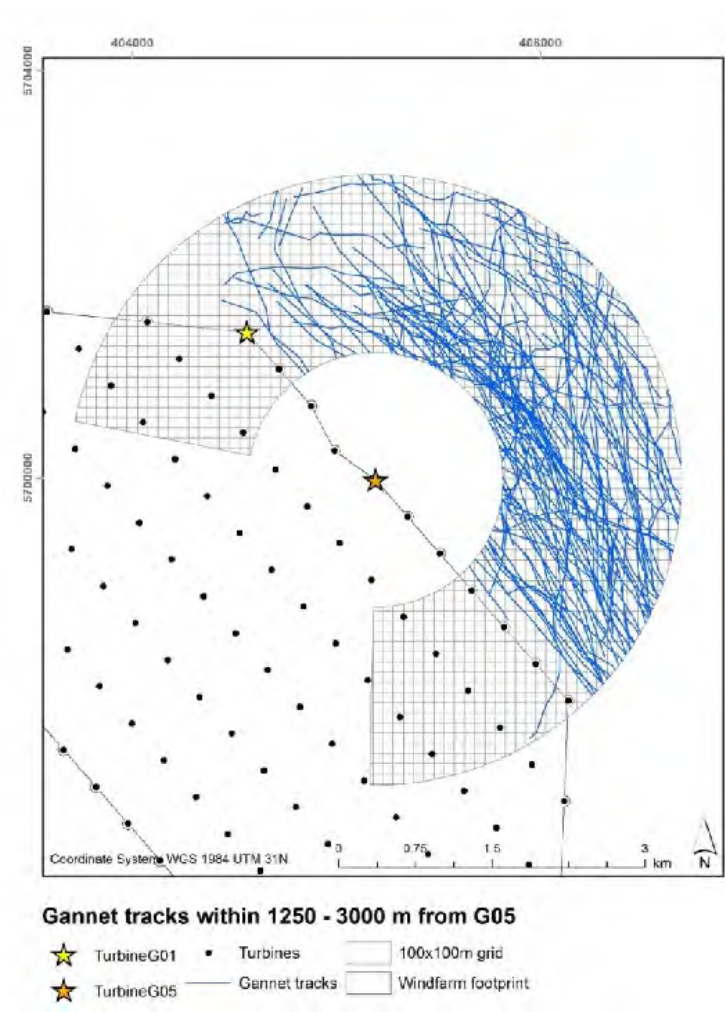 404000 408000
5704000
5700000
Coordinate System: WGS 1984 UTM 31N
0 0.75 1.5 3
km
N
Gannet tracks within 1250 - 3000 m from G05
TurbineG01 Turbines 100x100m grid
TurbineG05 Gannet tracks Windfarm footprint